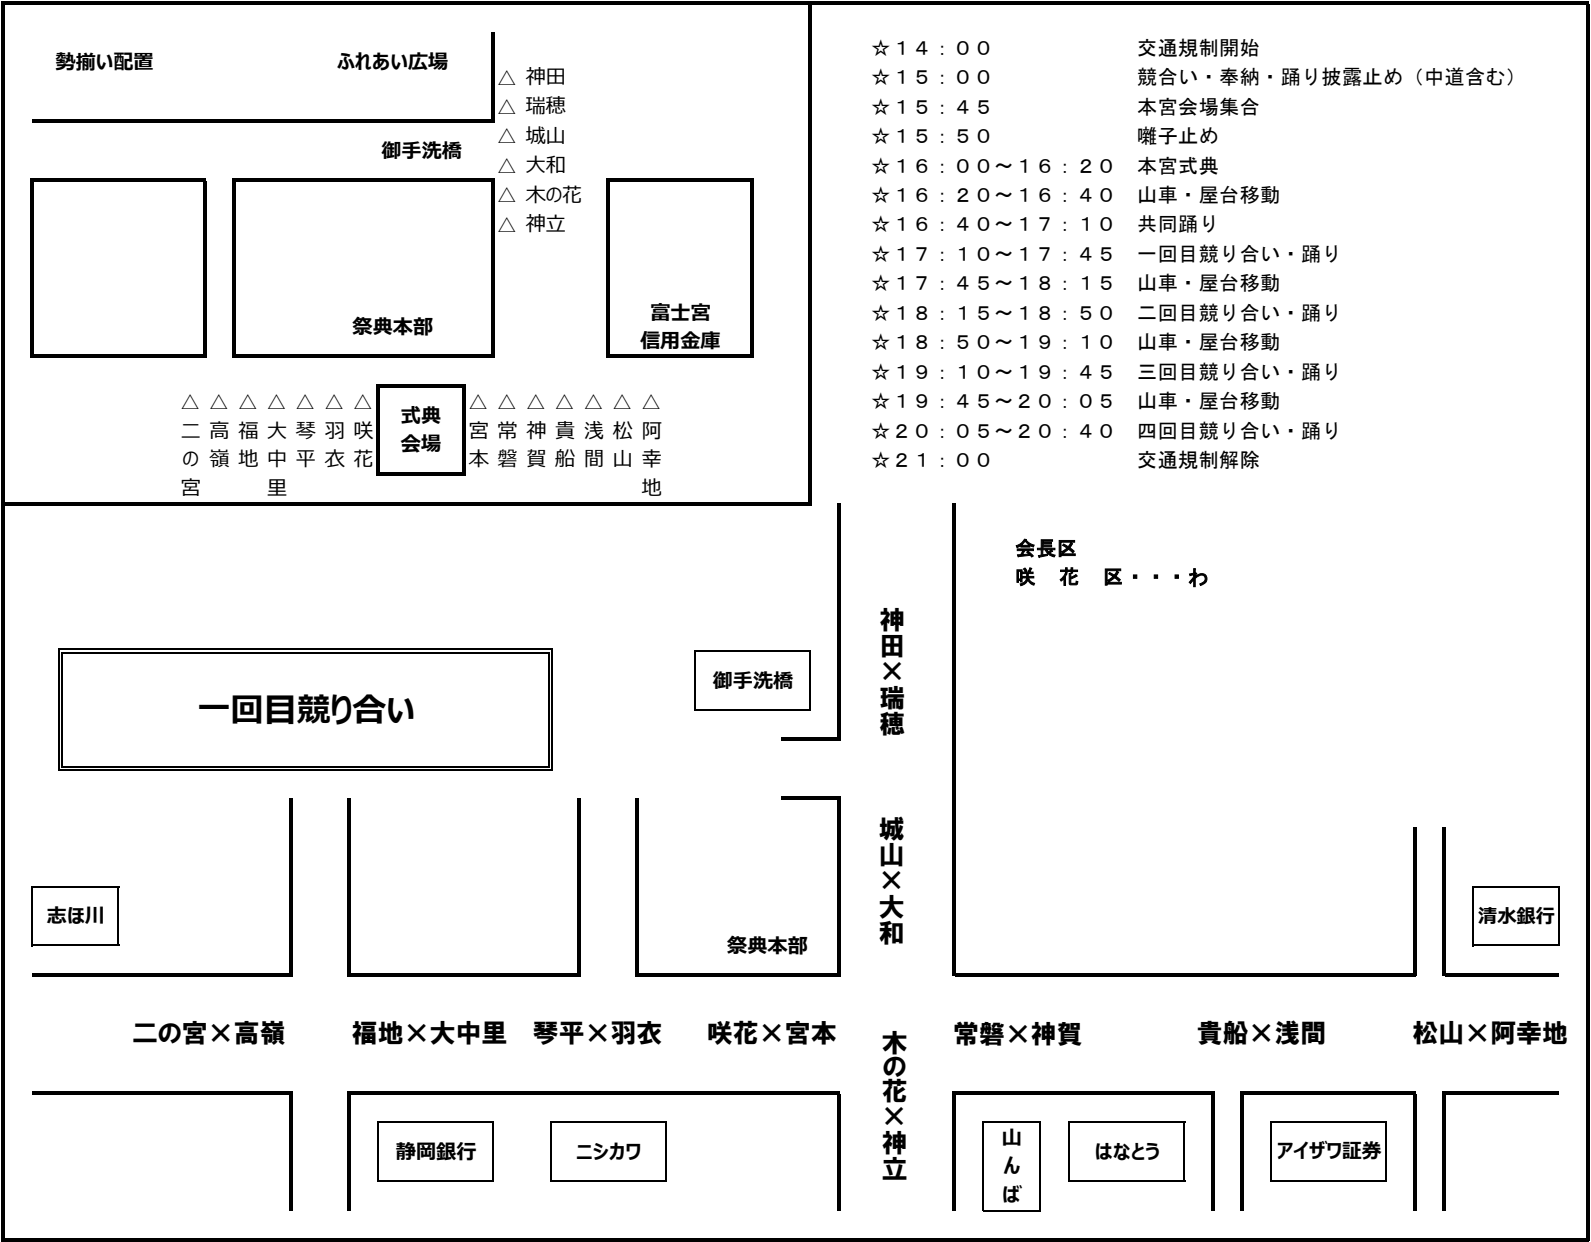 勢揃い配置
ふれあい広場
△ 神田
△ 瑞穂
△ 城山
△ 大和
△ 木の花
△ 神立
御手洗橋
祭典本部
富士宮
信用金庫
△二の宮
△高嶺
△福地
△大中里
△琴平
△羽衣
△咲花
式典
会場
△宮本
△常磐
△神賀
△貴船
△浅間
△松山
△阿幸地
☆14:00 交通規制開始
☆15:00 競合い・奉納・踊り披露止め（中道含む）
☆15:45 本宮会場集合
☆15:50 囃子止め
☆16:00～16:20 本宮式典
☆16:20～16:40 山車・屋台移動
☆16:40～17:10 共同踊り
☆17:10～17:45 一回目競り合い・踊り
☆17:45～18:15 山車・屋台移動
☆18:15～18:50 二回目競り合い・踊り
☆18:50～19:10 山車・屋台移動
☆19:10～19:45 三回目競り合い・踊り
☆19:45～20:05 山車・屋台移動
☆20:05～20:40 四回目競り合い・踊り
☆21:00 交通規制解除
会長区
咲 花 区・・・わ
一回目競り合い
御手洗橋
神田×瑞穂
城山×大和
志ほ川
祭典本部
清水銀行
二の宮×高嶺
福地×大中里
琴平×羽衣
咲花×宮本
木の花×神立
常磐×神賀
貴船×浅間
松山×阿幸地
静岡銀行
ニシカワ
山んば
はなとう
アイザワ証券